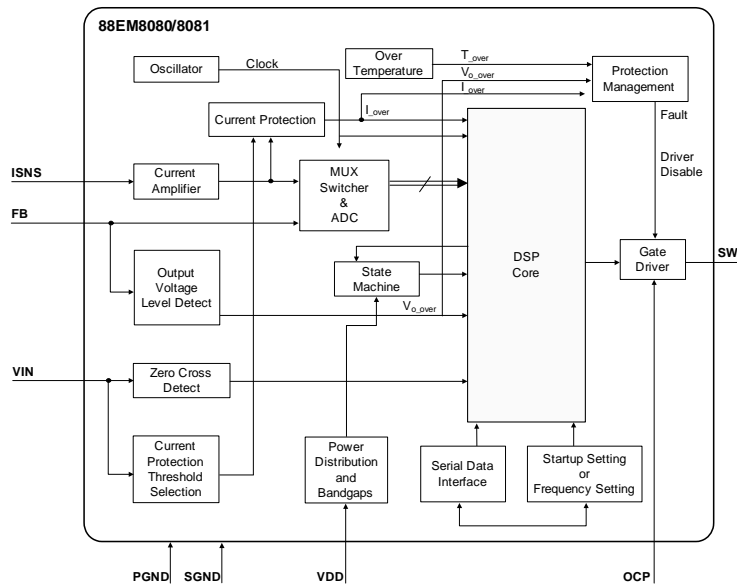 88EM8080/8081
Oscillator
Clock
Over
Temperature
T_over
Vo_over
I_over
Protection
Management
Current Protection
I_over
Fault
Driver
Disable
ISNS
Current
Amplifier
MUX
Switcher
&
ADC
FB
DSP
Core
Gate
Driver
SW
Output
Voltage
Level Detect
State
Machine
Vo_over
VIN
Zero Cross
Detect
Current
Protection
Threshold
Selection
Power
Distribution
and
Bandgaps
Serial Data
Interface
Startup Setting
or
Frequency Setting
PGND
SGND
VDD
OCP